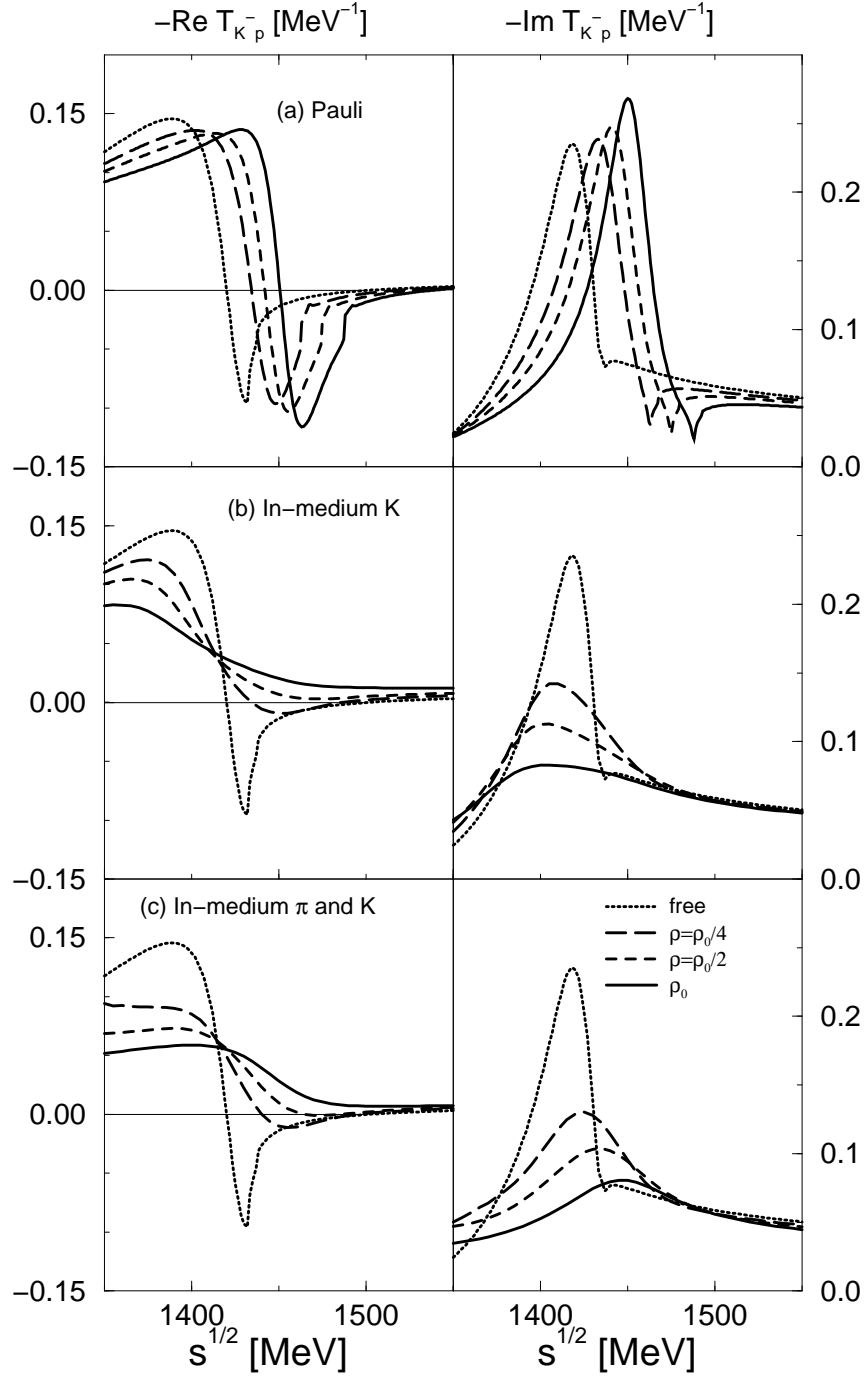 −Re T_K⁻p [MeV⁻¹] −Im T_K⁻p [MeV⁻¹]
(a) Pauli
0.15
0.2
0.00
0.1
−0.15
0.0
(b) In−medium K
0.15
0.2
0.00
0.1
−0.15
0.0
(c) In−medium π and K
free
0.15
ρ=ρ₀/4
ρ=ρ₀/2
ρ₀
0.2
0.00
0.1
−0.15
0.0
1400 1500 1400 1500
s^1/2 [MeV] s^1/2 [MeV]